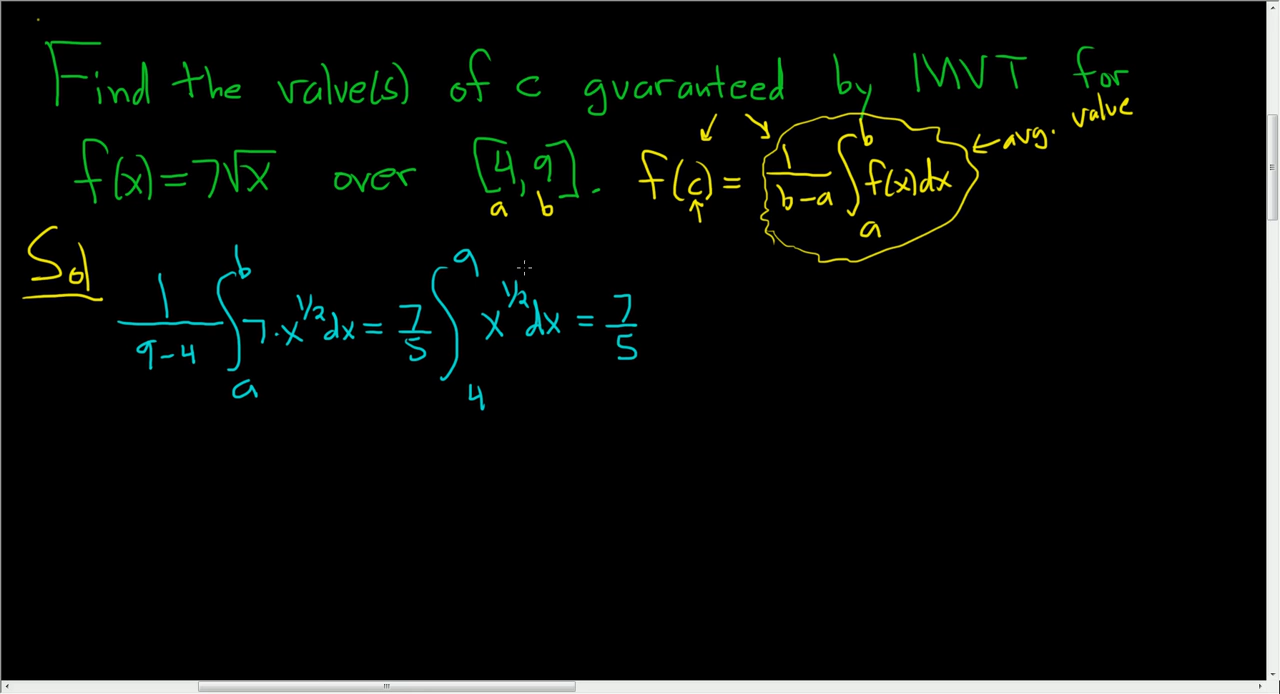 Find the value(s) of c guaranteed by IMVT for
f(x) = 7√x over [4, 9]. f(c) = 1/(b-a) ∫_a^b f(x)dx ← avg. value
a b
Sol
1/(9-4) ∫_a^b 7·x^(1/2) dx = 7/5 ∫_4^9 x^(1/2) dx = 7/5